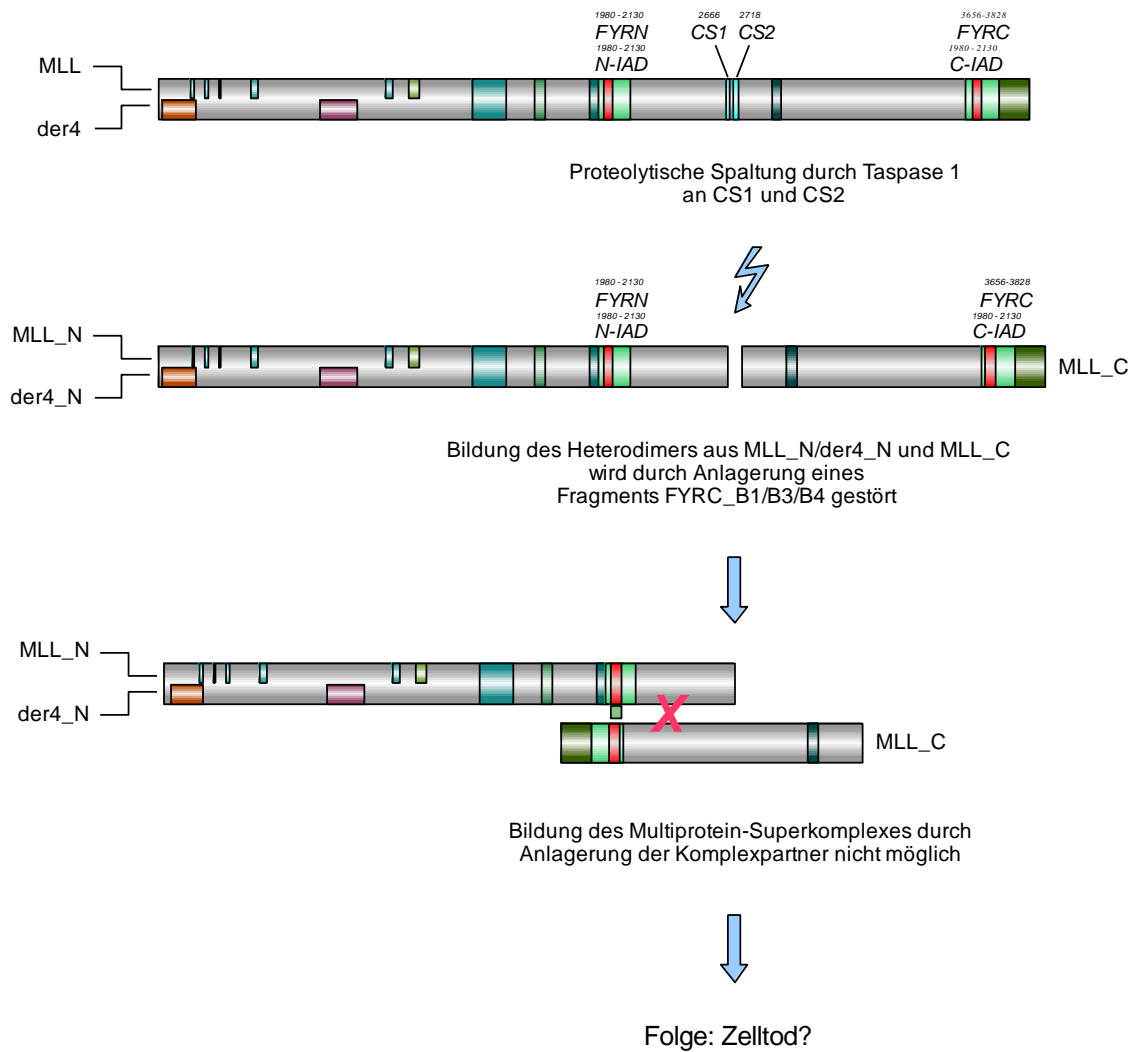 1980 - 2130
FYRN
1980 - 2130
N-IAD
2666
2718
CS1
CS2
3656-3828
FYRC
1980 - 2130
C-IAD
MLL
der4
Proteolytische Spaltung durch Taspase 1
an CS1 und CS2
1980 - 2130
FYRN
1980 - 2130
N-IAD
3656-3828
FYRC
1980 - 2130
C-IAD
MLL_N
der4_N
MLL_C
Bildung des Heterodimers aus MLL_N/der4_N und MLL_C
wird durch Anlagerung eines
Fragments FYRC_B1/B3/B4 gestört
MLL_N
der4_N
X
MLL_C
Bildung des Multiprotein-Superkomplexes durch
Anlagerung der Komplexpartner nicht möglich
Folge: Zelltod?